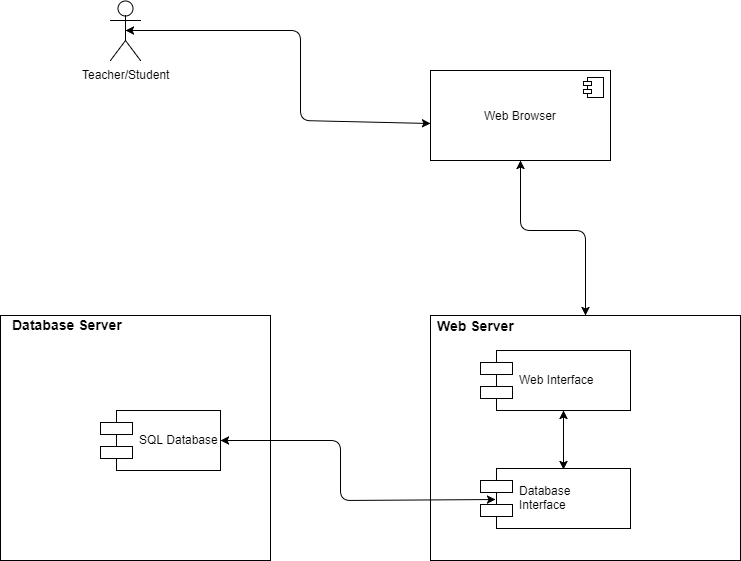 Teacher/Student
Web Browser
Database Server
Web Server
Web Interface
SQL Database
Database
Interface